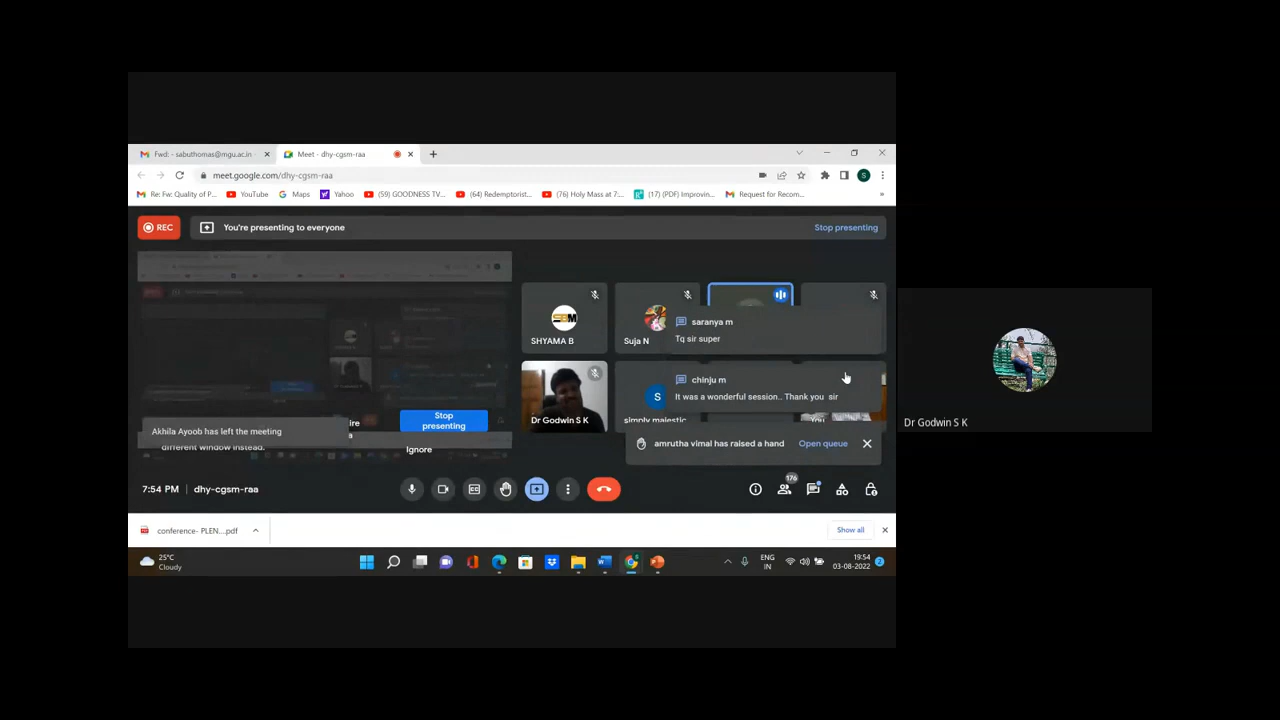 Fwd: - sabuthomas@mgu.ac.in -
Meet - dhy-cgsm-raa
meet.google.com/dhy-cgsm-raa
Re: Fw: Quality of P...
YouTube
Maps
Yahoo
(59) GOODNESS TV...
(64) Redemptorist...
(76) Holy Mass at 7:...
(17) (PDF) Improvin...
Request for Recom...
»
REC
You're presenting to everyone
Stop presenting
SHYAMA B
Suja N
saranya m
Tq sir super
chinju m
It was a wonderful session.. Thank you sir
Dr Godwin S K
S
simply majestic
You
Akhila Ayoob has left the meeting
different window instead.
Stop
presenting
Ignore
amrutha vimal has raised a hand
Open queue
7:54 PM | dhy-cgsm-raa
176
conference- PLEN....pdf
Show all
25°C
Cloudy
ENG
IN
19:54
03-08-2022
2
Dr Godwin S K